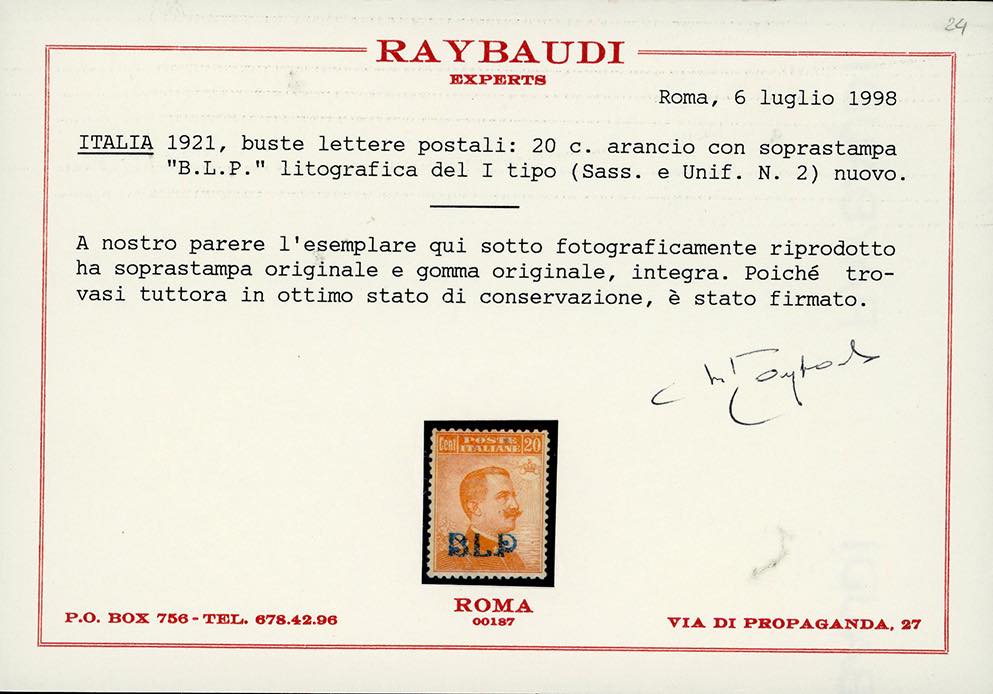 24
RAYBAUDI
EXPERTS
Roma, 6 luglio 1998
ITALIA 1921, buste lettere postali: 20 c. arancio con soprastampa
"B.L.P." litografica del I tipo (Sass. e Unif. N. 2) nuovo.
A nostro parere l'esemplare qui sotto fotograficamente riprodotto
ha soprastampa originale e gomma originale, integra. Poiché tro-
vasi tuttora in ottimo stato di conservazione, è stato firmato.
Cent POSTE ITALIANE 20
BLP
ROMA
00187
P.O. BOX 756 - TEL. 678.42.96
VIA DI PROPAGANDA, 27